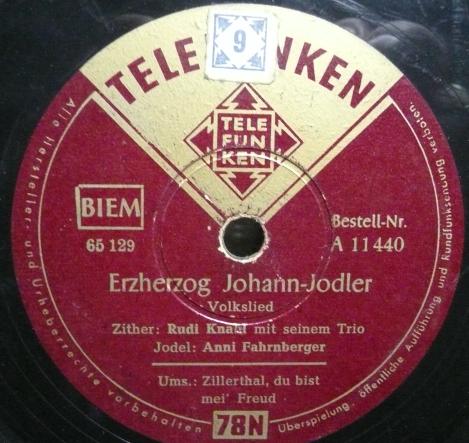 TELEFUNKEN
9
TELE
FUN
KEN
BIEM
65 129
Bestell-Nr.
A 11440
Erzherzog Johann-Jodler
Volkslied
Zither: Rudi Knabl mit seinem Trio
Jodel: Anni Fahrnberger
Ums.: Zillerthal, du bist
mei' Freud
78N
Alle Hersteller- und Urheberrechte vorbehalten
Überspielung, öffentliche Aufführung und Rundfunksendung verboten.